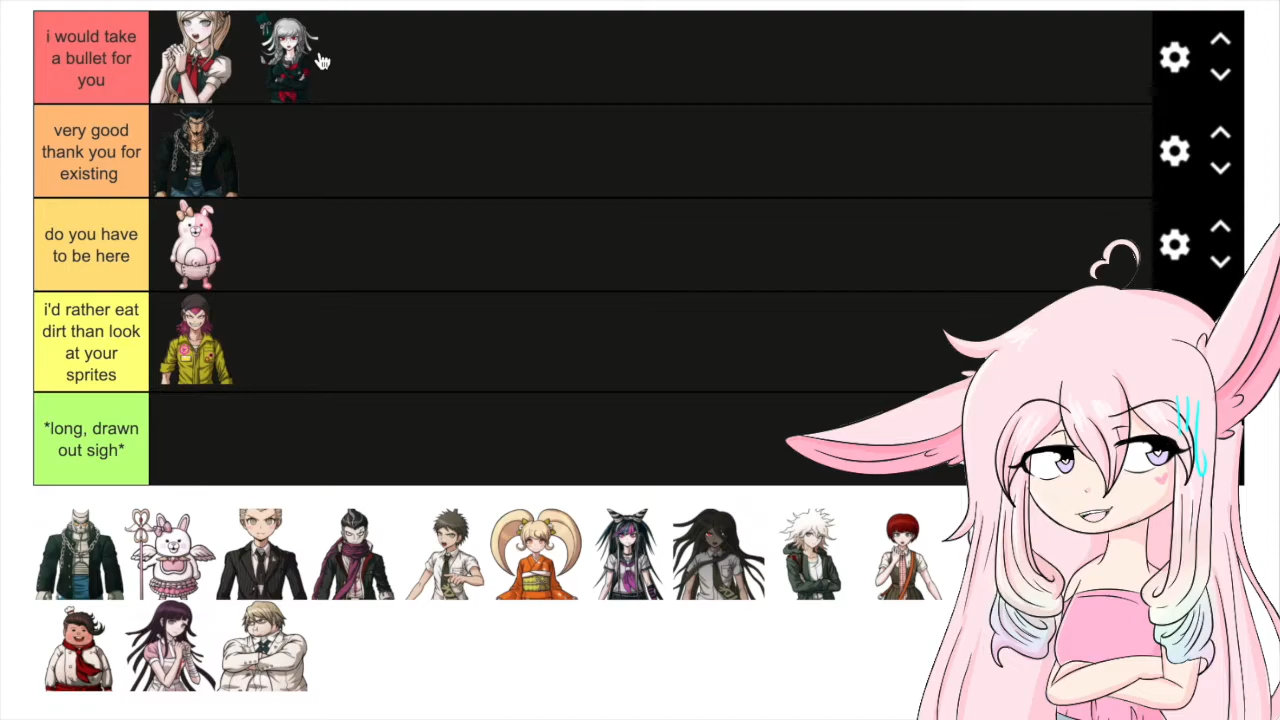 i would take
a bullet for
you
very good
thank you for
existing
do you have
to be here
i'd rather eat
dirt than look
at your
sprites
*long, drawn
out sigh*